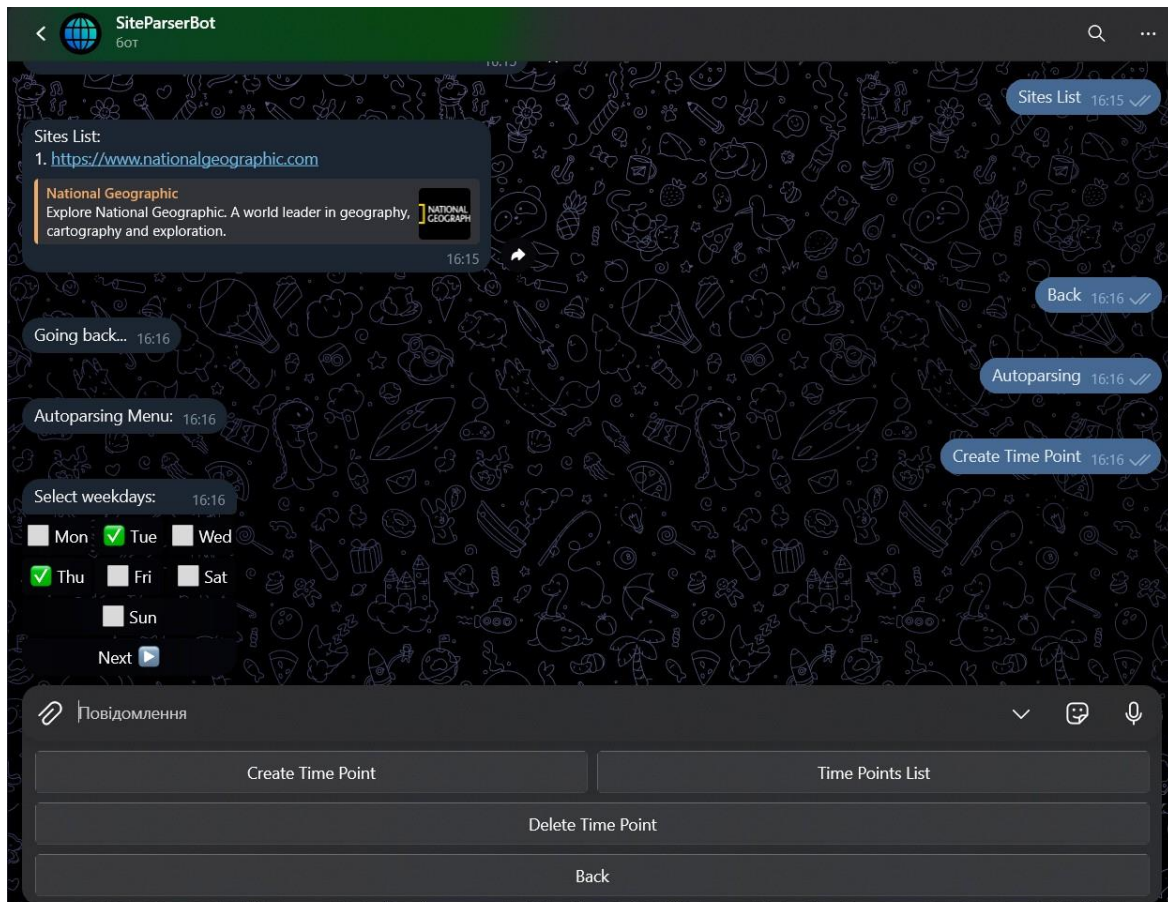 SiteParserBot
бот
Sites List 16:15
Sites List:
1. https://www.nationalgeographic.com
National Geographic
Explore National Geographic. A world leader in geography,
cartography and exploration.
NATIONAL
GEOGRAPH
16:15
Back 16:16
Going back... 16:16
Autoparsing 16:16
Autoparsing Menu: 16:16
Create Time Point 16:16
Select weekdays: 16:16
Mon Tue Wed
Thu Fri Sat
Sun
Next
Повідомлення
Create Time Point Time Points List
Delete Time Point
Back